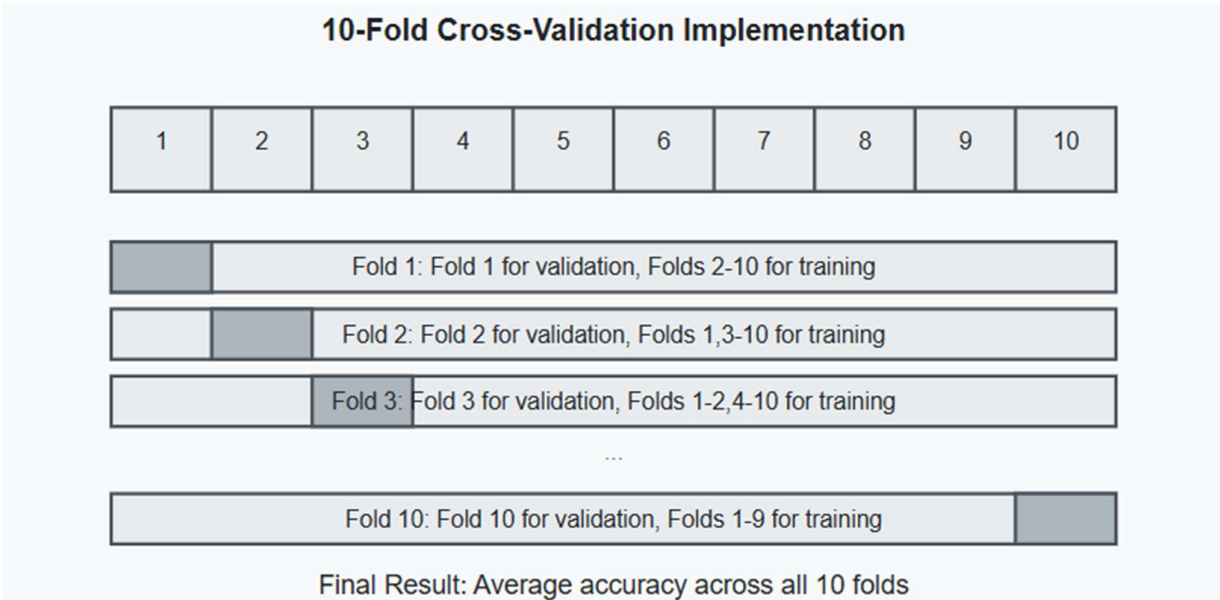 10-Fold Cross-Validation Implementation
1 2 3 4 5 6 7 8 9 10
Fold 1: Fold 1 for validation, Folds 2-10 for training
Fold 2: Fold 2 for validation, Folds 1,3-10 for training
Fold 3: Fold 3 for validation, Folds 1-2,4-10 for training
...
Fold 10: Fold 10 for validation, Folds 1-9 for training
Final Result: Average accuracy across all 10 folds